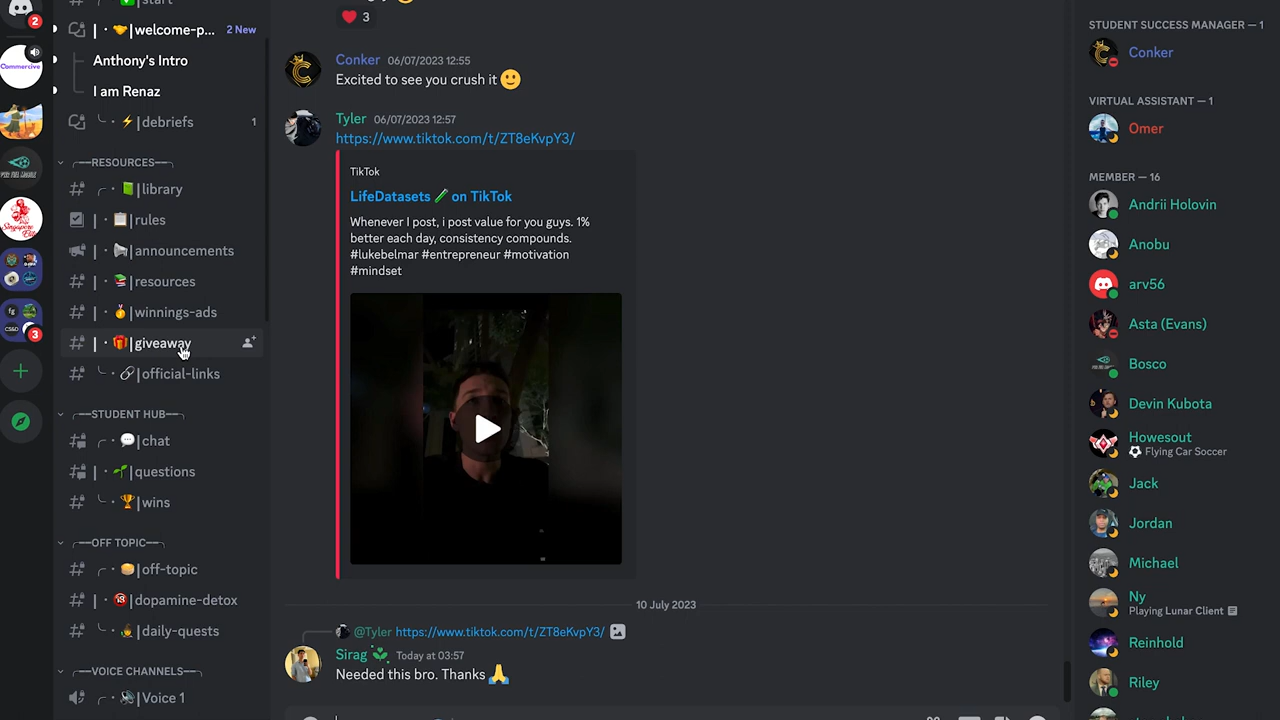 2
Commercive
3
start
welcome-p... 2 New
Anthony's Intro
I am Renaz
debriefs 1
RESOURCES
library
rules
announcements
resources
winnings-ads
giveaway
official-links
STUDENT HUB
chat
questions
wins
OFF TOPIC
off-topic
dopamine-detox
daily-quests
VOICE CHANNELS
Voice 1
3
Conker 06/07/2023 12:55
Excited to see you crush it
Tyler 06/07/2023 12:57
https://www.tiktok.com/t/ZT8eKvpY3/
TikTok
LifeDatasets on TikTok
Whenever I post, i post value for you guys. 1%
better each day, consistency compounds.
#lukebelmar #entrepreneur #motivation
#mindset
10 July 2023
@Tyler https://www.tiktok.com/t/ZT8eKvpY3/
Sirag Today at 03:57
Needed this bro. Thanks
STUDENT SUCCESS MANAGER — 1
Conker
VIRTUAL ASSISTANT — 1
Omer
MEMBER — 16
Andrii Holovin
Anobu
arv56
Asta (Evans)
Bosco
Devin Kubota
Howesout
Flying Car Soccer
Jack
Jordan
Michael
Ny
Playing Lunar Client
Reinhold
Riley